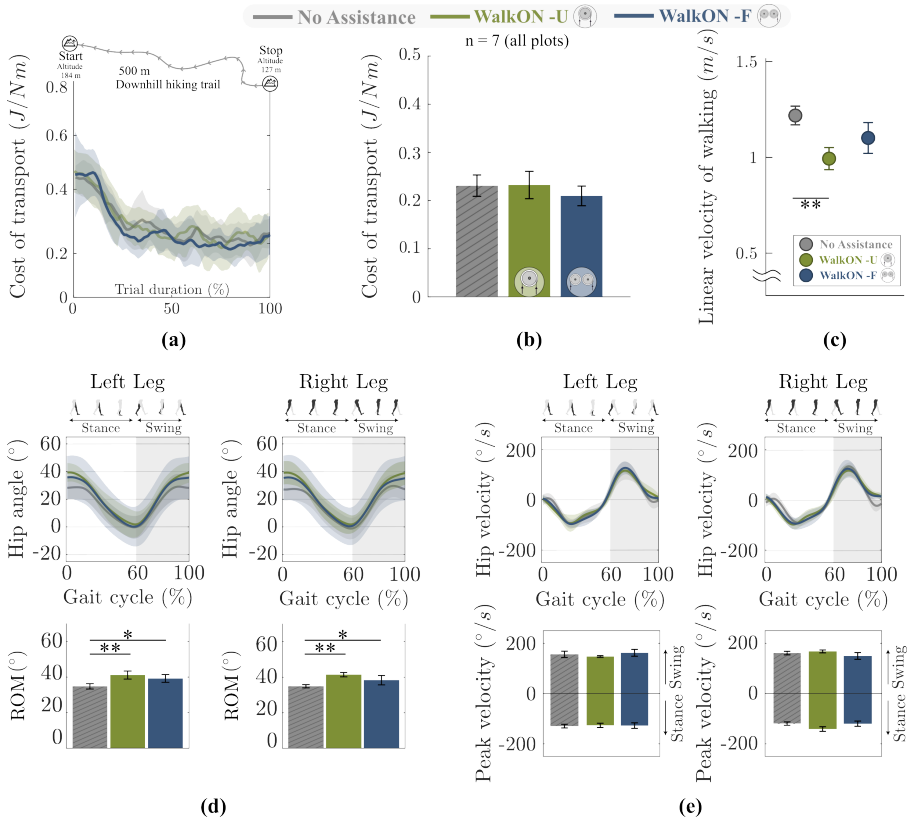 No Assistance WalkON -U WalkON -F
n = 7 (all plots)
Start
Altitude
184 m
500 m
Downhill hiking trail
Stop
Altitude
127 m
Cost of transport (J/Nm)
0.8
0.6
0.4
0.2
0
Trial duration (%)
50
100
(a)
Cost of transport (J/Nm)
0.5
0.4
0.3
0.2
0.1
0
(b)
Linear velocity of walking (m/s)
1.5
1
0.5
**
No Assistance
WalkON -U
WalkON -F
(c)
Left Leg
Stance Swing
Hip angle (°)
60
40
20
0
-20
0 60 100
Gait cycle (%)
Right Leg
Stance Swing
Hip angle (°)
60
40
20
0
-20
0 60 100
Gait cycle (%)
ROM(°)
60
40
20
0
*
**
ROM(°)
60
40
20
0
*
**
(d)
Left Leg
Stance Swing
Hip velocity (°/s)
200
0
-200
0 60 100
Gait cycle (%)
Right Leg
Stance Swing
Hip velocity (°/s)
200
0
-200
0 60 100
Gait cycle (%)
Peak velocity (°/s)
200
0
-200
Stance Swing
Peak velocity (°/s)
200
0
-200
Stance Swing
(e)